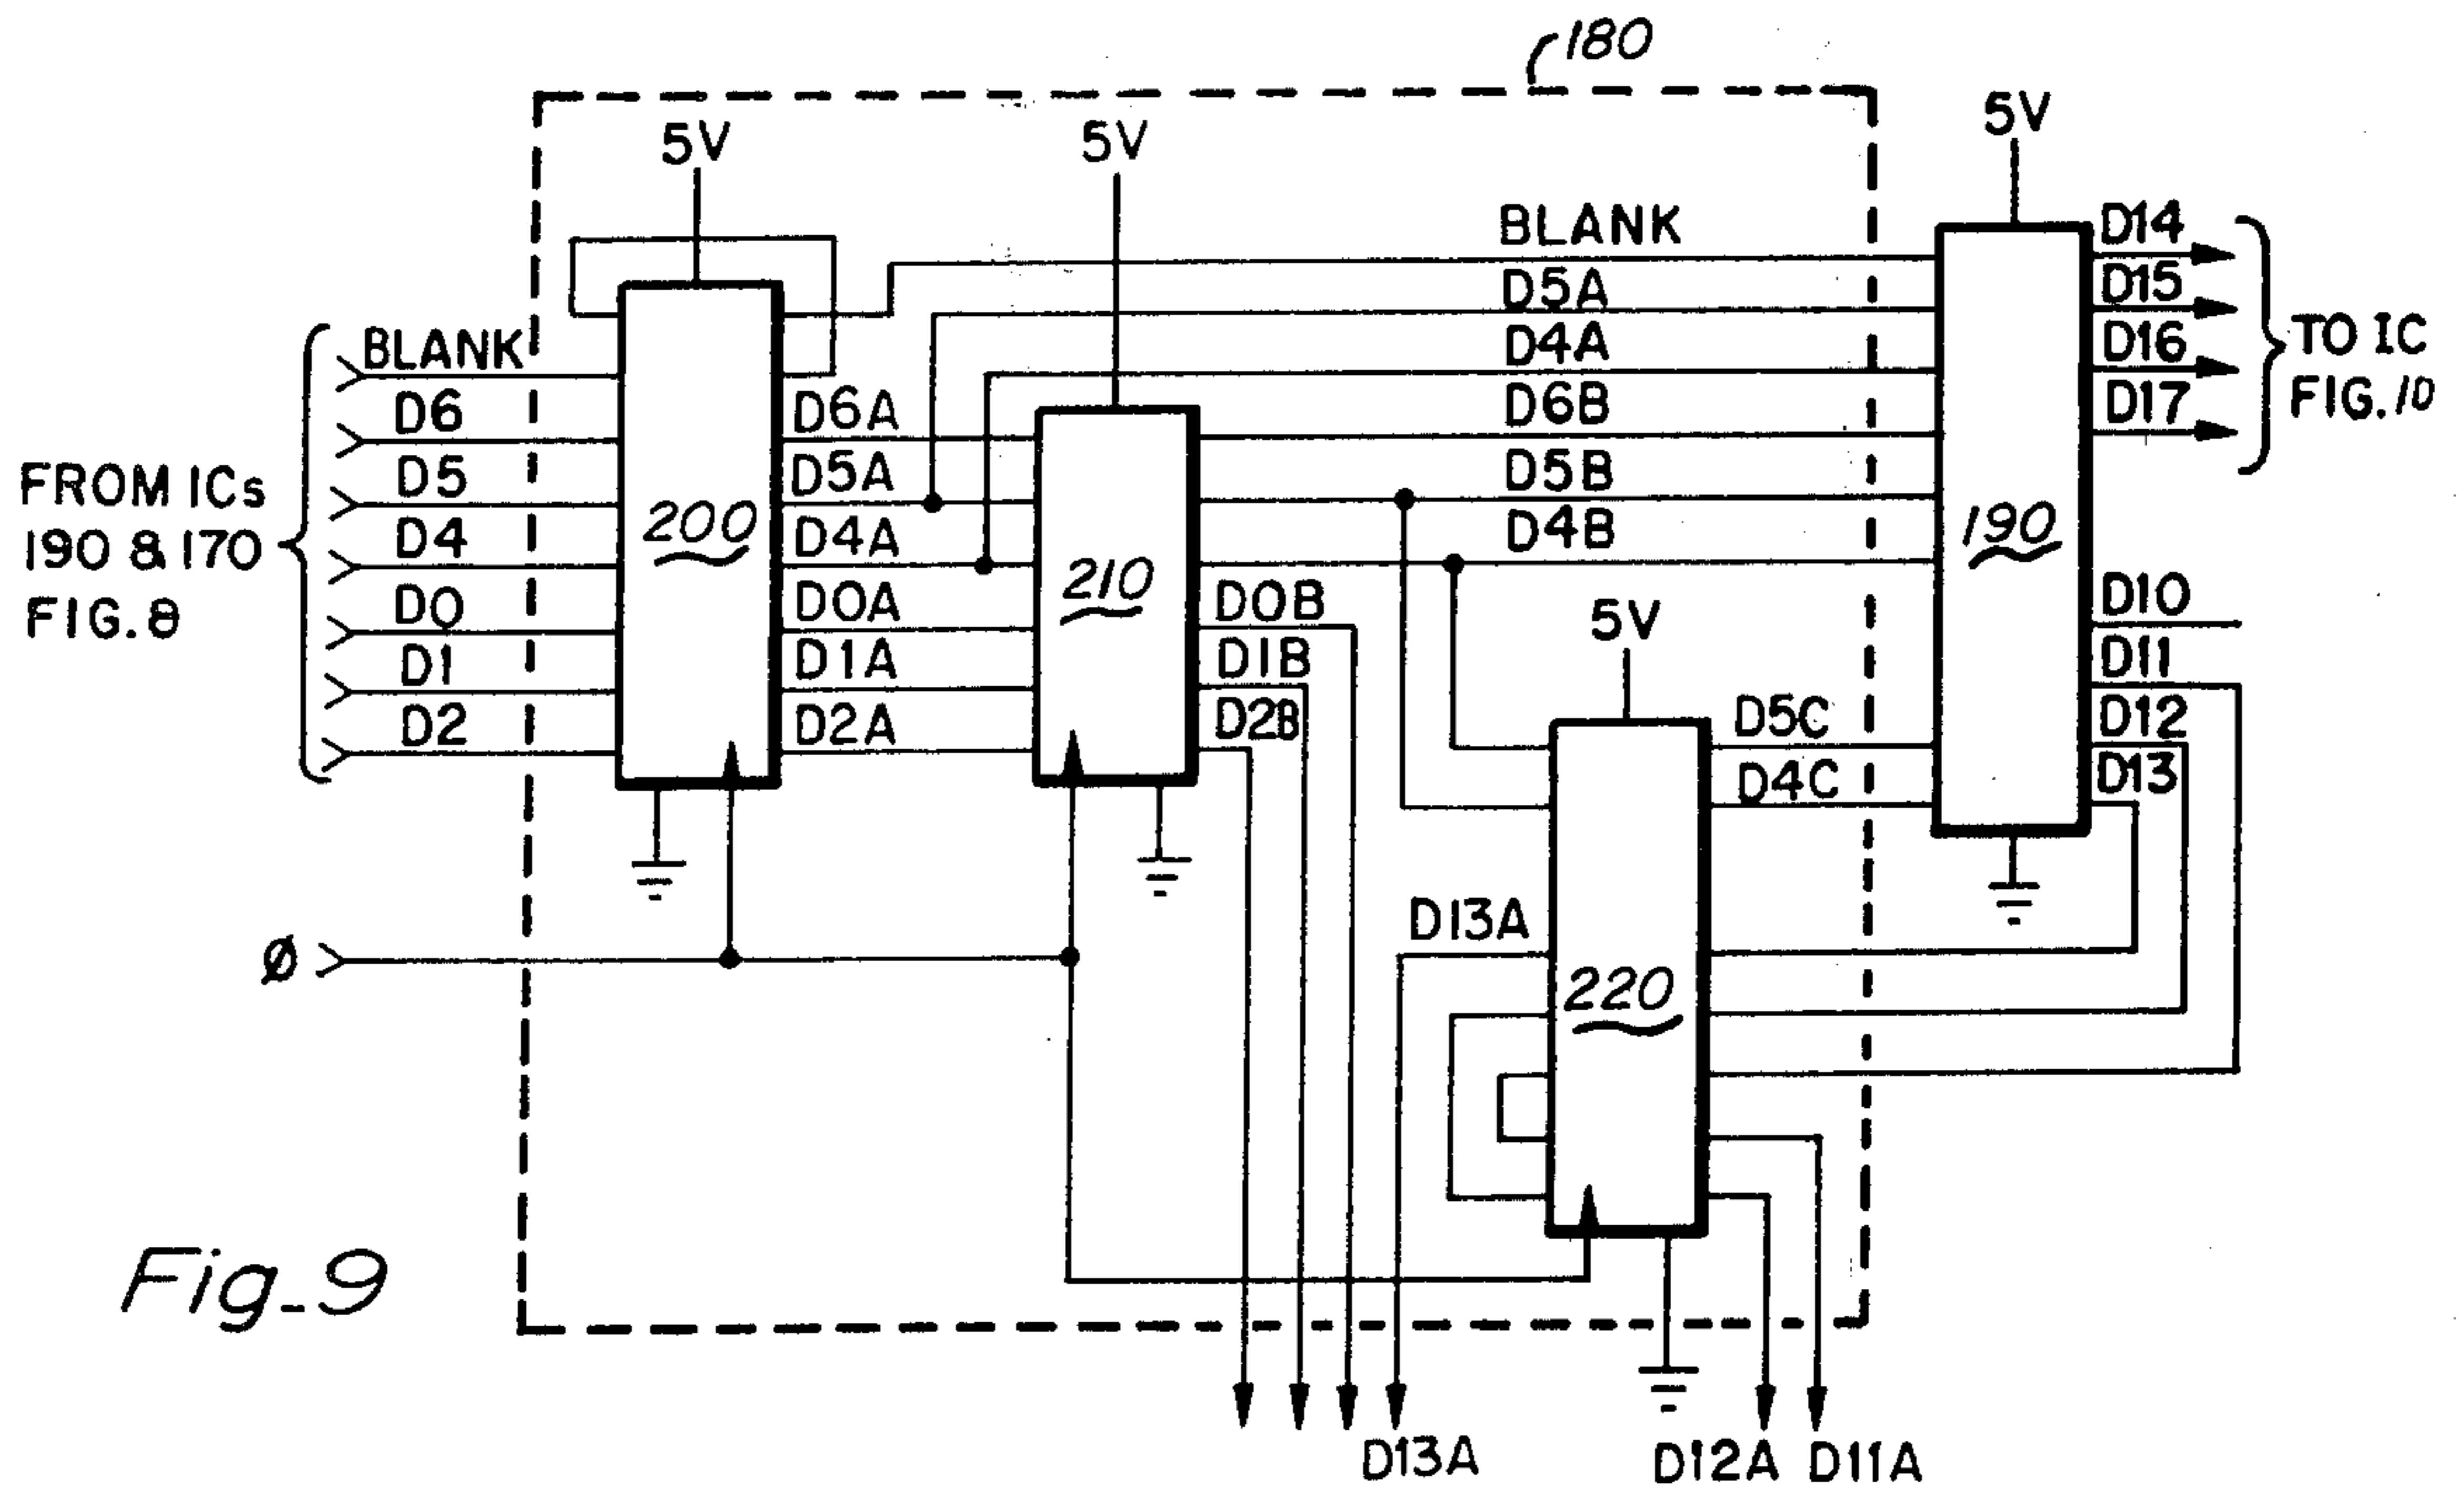 180
5V
5V
5V
BLANK
D14
D5A
D15
D4A
D16
D6B
D17
TO IC
FIG. 10
BLANK
D6
D5
D4
D0
D1
D2
FROM ICs
190 & 170
FIG. 8
200
D6A
D5A
D4A
D0A
D1A
D2A
210
D5B
D4B
D0B
D1B
D2B
190
5V
D10
D11
D12
D13
D5C
D4C
D13A
220
Ø
Fig_9
D13A
D12A
D11A